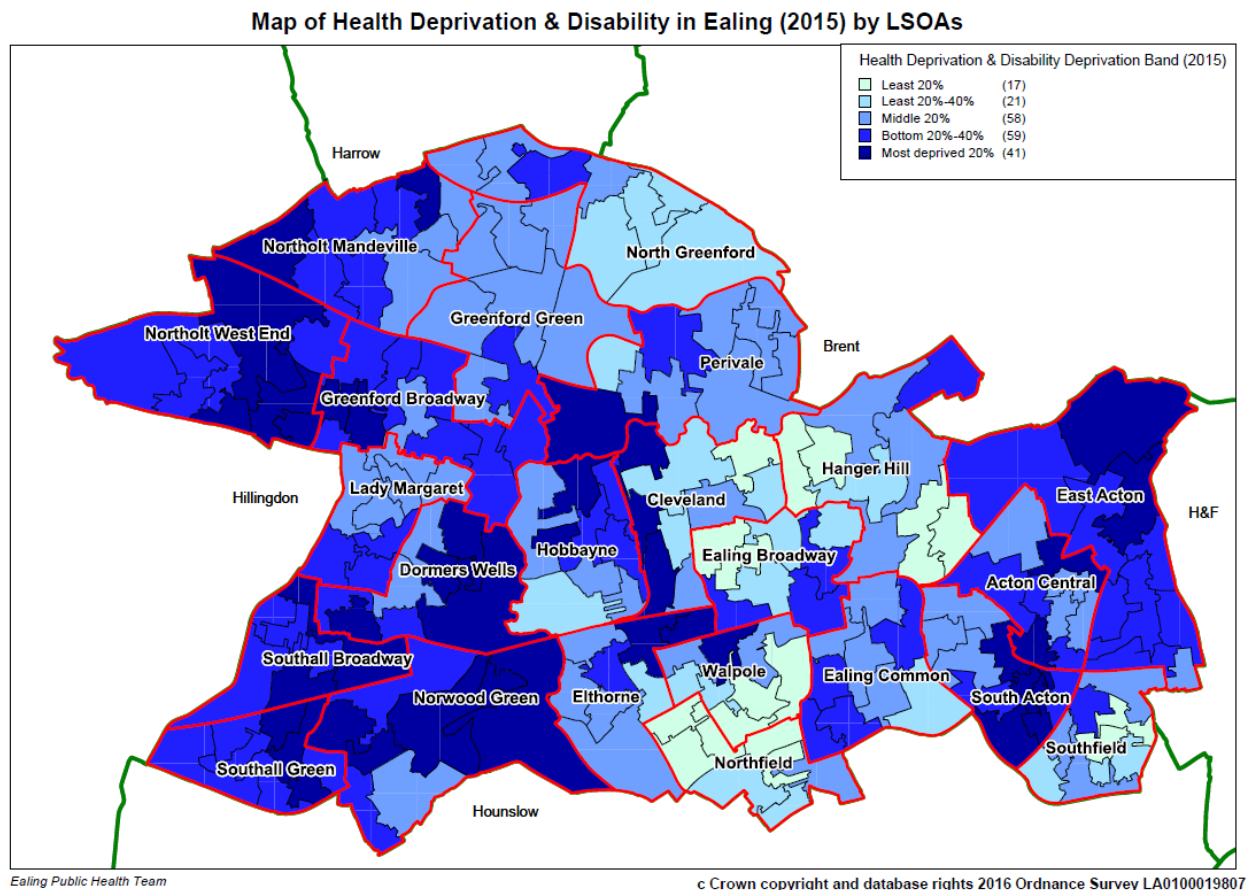 Map of Health Deprivation & Disability in Ealing (2015) by LSOAs
Health Deprivation & Disability Deprivation Band (2015)
Least 20% (17)
Least 20%-40% (21)
Middle 20% (58)
Bottom 20%-40% (59)
Most deprived 20% (41)
Harrow
Northolt Mandeville
North Greenford
Northolt West End
Greenford Green
Brent
Perivale
Greenford Broadway
Hanger Hill
Lady Margaret
Hillingdon
Cleveland
East Acton
H&F
Hobbayne
Ealing Broadway
Dormers Wells
Acton Central
Southall Broadway
Walpole
Ealing Common
Norwood Green
Elthorne
South Acton
Southfield
Northfield
Southall Green
Hounslow
Ealing Public Health Team
c Crown copyright and database rights 2016 Ordnance Survey LA0100019807